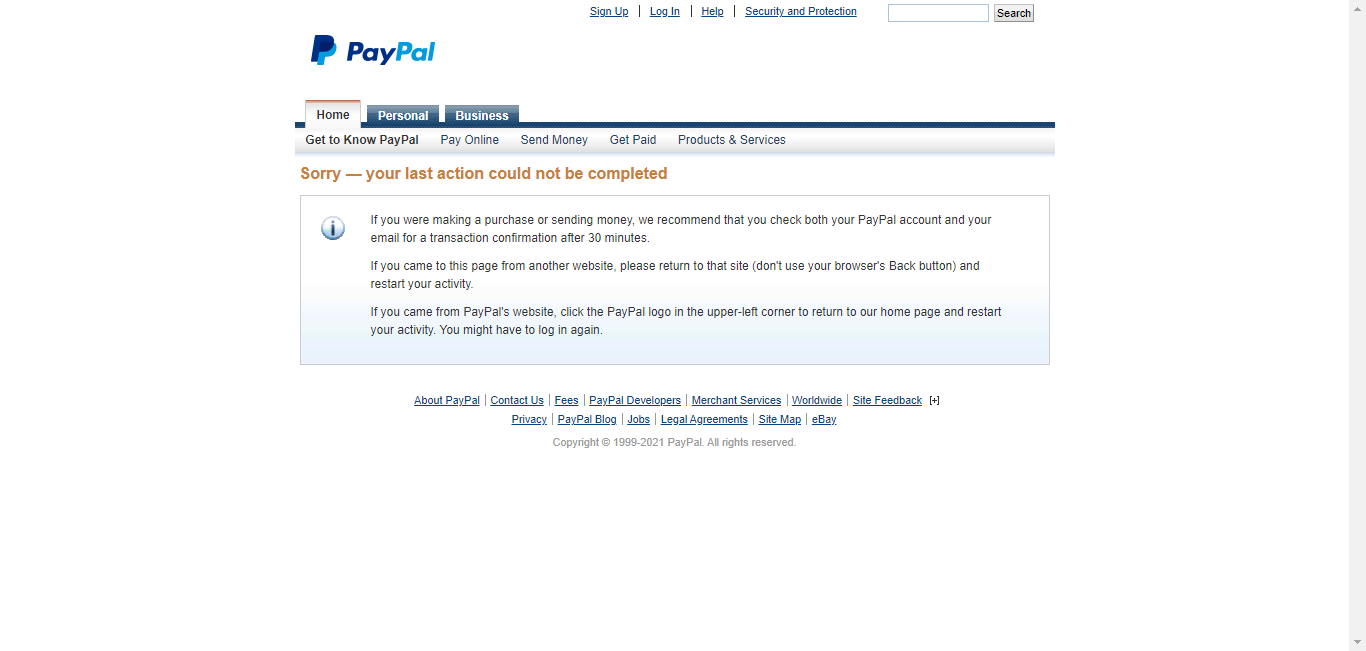 Sign Up Log In Help Security and Protection Search
PayPal
Home Personal Business
Get to Know PayPal Pay Online Send Money Get Paid Products & Services
Sorry — your last action could not be completed
If you were making a purchase or sending money, we recommend that you check both your PayPal account and your
email for a transaction confirmation after 30 minutes.
If you came to this page from another website, please return to that site (don't use your browser's Back button) and
restart your activity.
If you came from PayPal's website, click the PayPal logo in the upper-left corner to return to our home page and restart
your activity. You might have to log in again.
About PayPal Contact Us Fees PayPal Developers Merchant Services Worldwide Site Feedback [+]
Privacy PayPal Blog Jobs Legal Agreements Site Map eBay
Copyright © 1999-2021 PayPal. All rights reserved.